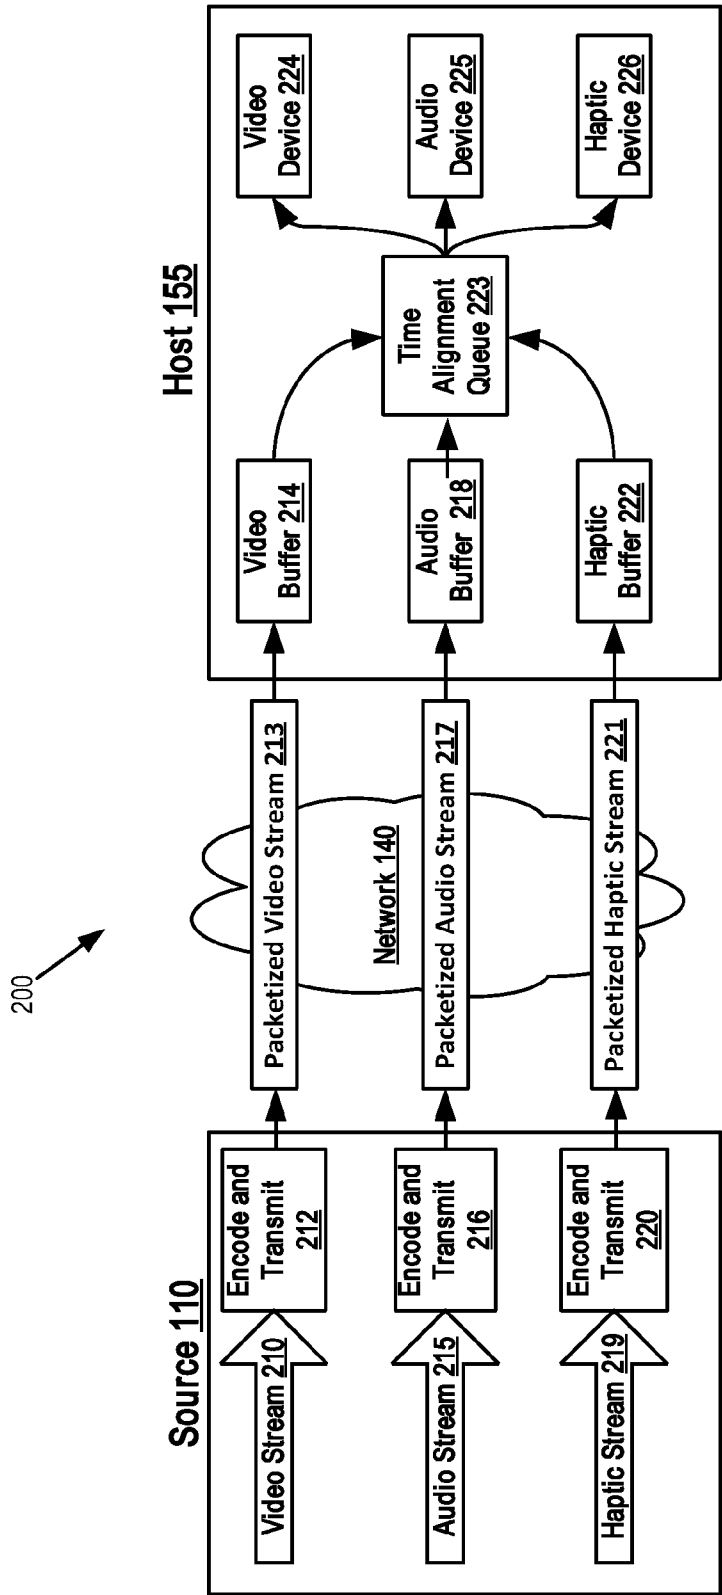 200
Source 110
Video Stream 210
Encode and
Transmit
212
Audio Stream 215
Encode and
Transmit
216
Haptic Stream 219
Encode and
Transmit
220
Packetized Video Stream 213
Network 140
Packetized Audio Stream 217
Packetized Haptic Stream 221
Host 155
Video
Buffer 214
Audio
Buffer 218
Haptic
Buffer 222
Time
Alignment
Queue 223
Video
Device 224
Audio
Device 225
Haptic
Device 226